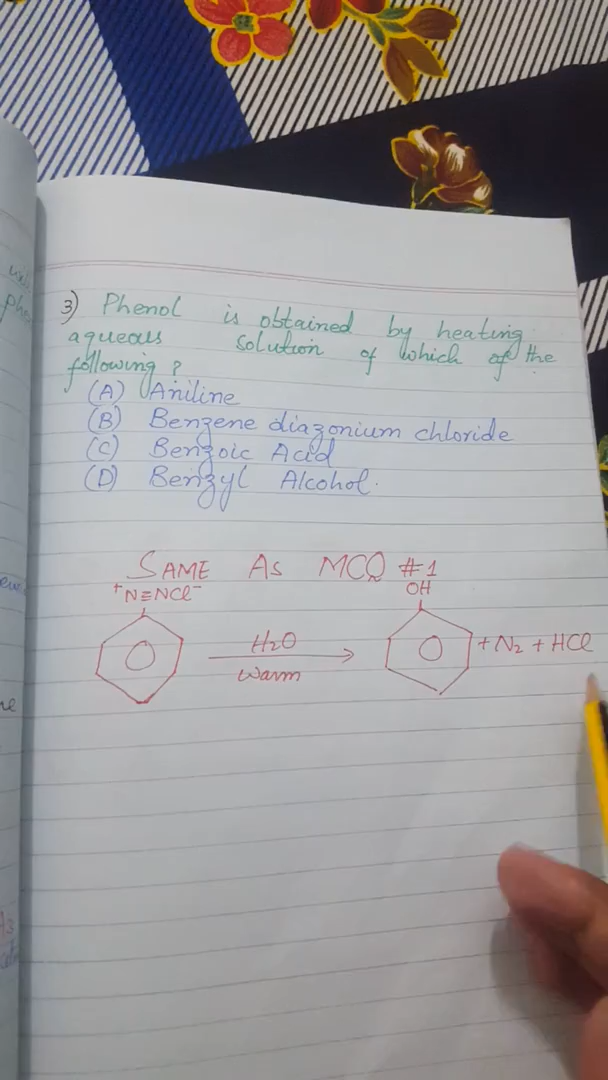 3) Phenol is obtained by heating
aqueous solution of which of the
following?
(A) Aniline
(B) Benzene diazonium chloride
(C) Benzoic Acid
(D) Benzyl Alcohol.
SAME As MCQ #1
+N≡NCl- OH
H2O + N2 + HCl
Warm